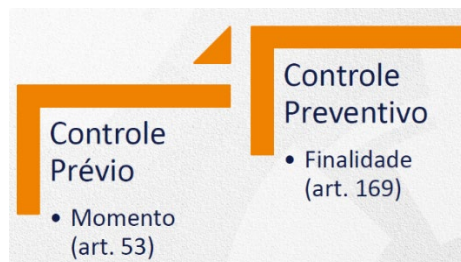 Controle
Prévio
• Momento
(art. 53)
Controle
Preventivo
• Finalidade
(art. 169)